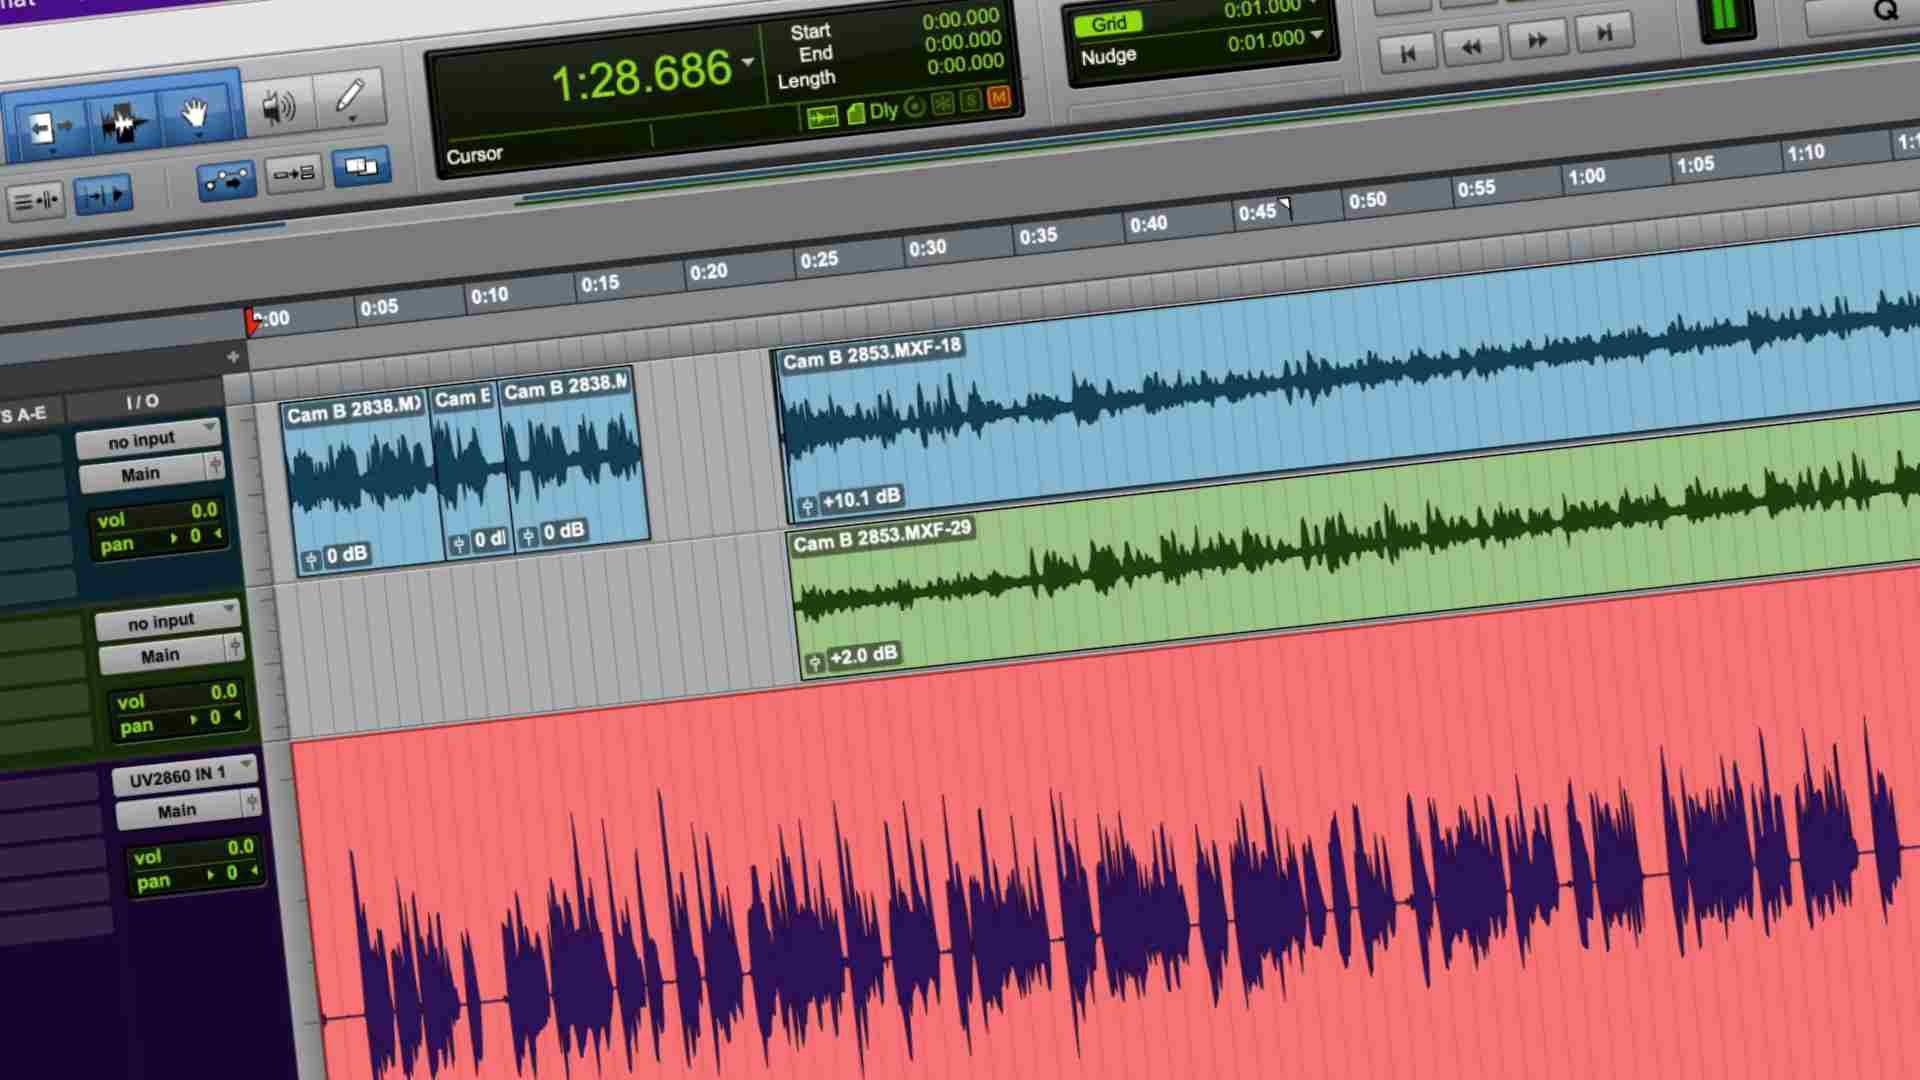 1:28.686
Start 0:00.000
End 0:00.000
Length 0:00.000
Dly S M
Cursor
Grid 0:01.000
Nudge 0:01.000
0:05 0:10 0:15 0:20 0:25 0:30 0:35 0:40 0:45 0:50 0:55 1:00 1:05 1:10
I / O
no input
Main
vol 0.0
pan 0
no input
Main
vol 0.0
pan 0
UV2860 IN 1
Main
vol 0.0
pan 0
Cam B 2838.M
0 dB
Cam
0 d
Cam B 2838.M
0 dB
Cam B 2853.MXF-18
+10.1 dB
Cam B 2853.MXF-29
+2.0 dB